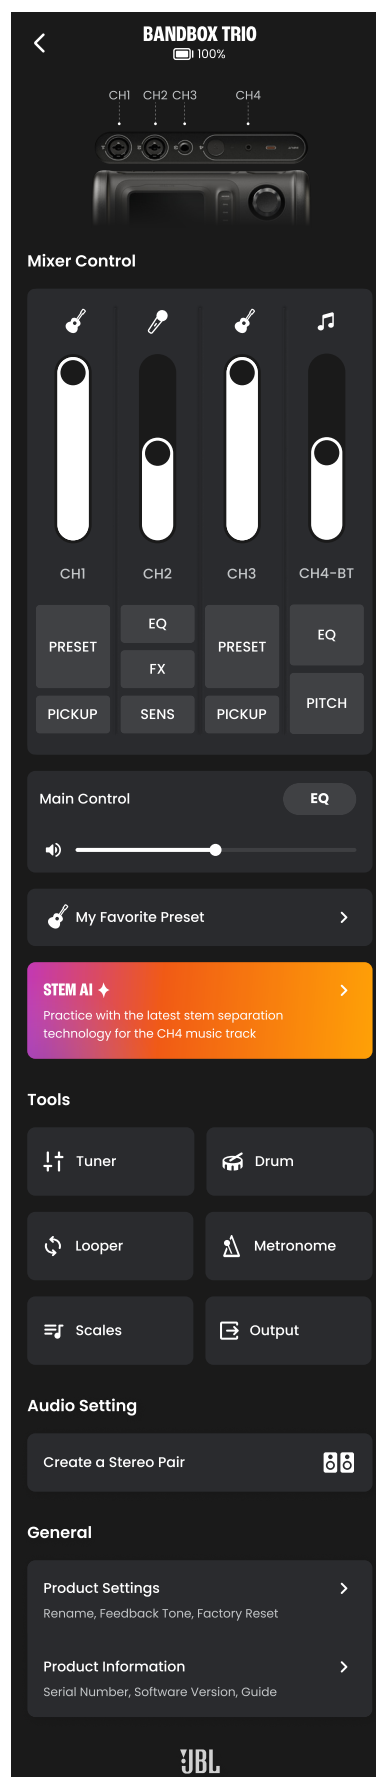 BANDBOX TRIO
100%
CH1 CH2 CH3 CH4
Mixer Control
CH1 CH2 CH3 CH4-BT
PRESET EQ PRESET EQ
FX
PICKUP SENS PICKUP PITCH
Main Control EQ
My Favorite Preset
STEM AI
Practice with the latest stem separation
technology for the CH4 music track
Tools
Tuner Drum
Looper Metronome
Scales Output
Audio Setting
Create a Stereo Pair
General
Product Settings
Rename, Feedback Tone, Factory Reset
Product Information
Serial Number, Software Version, Guide
JBL